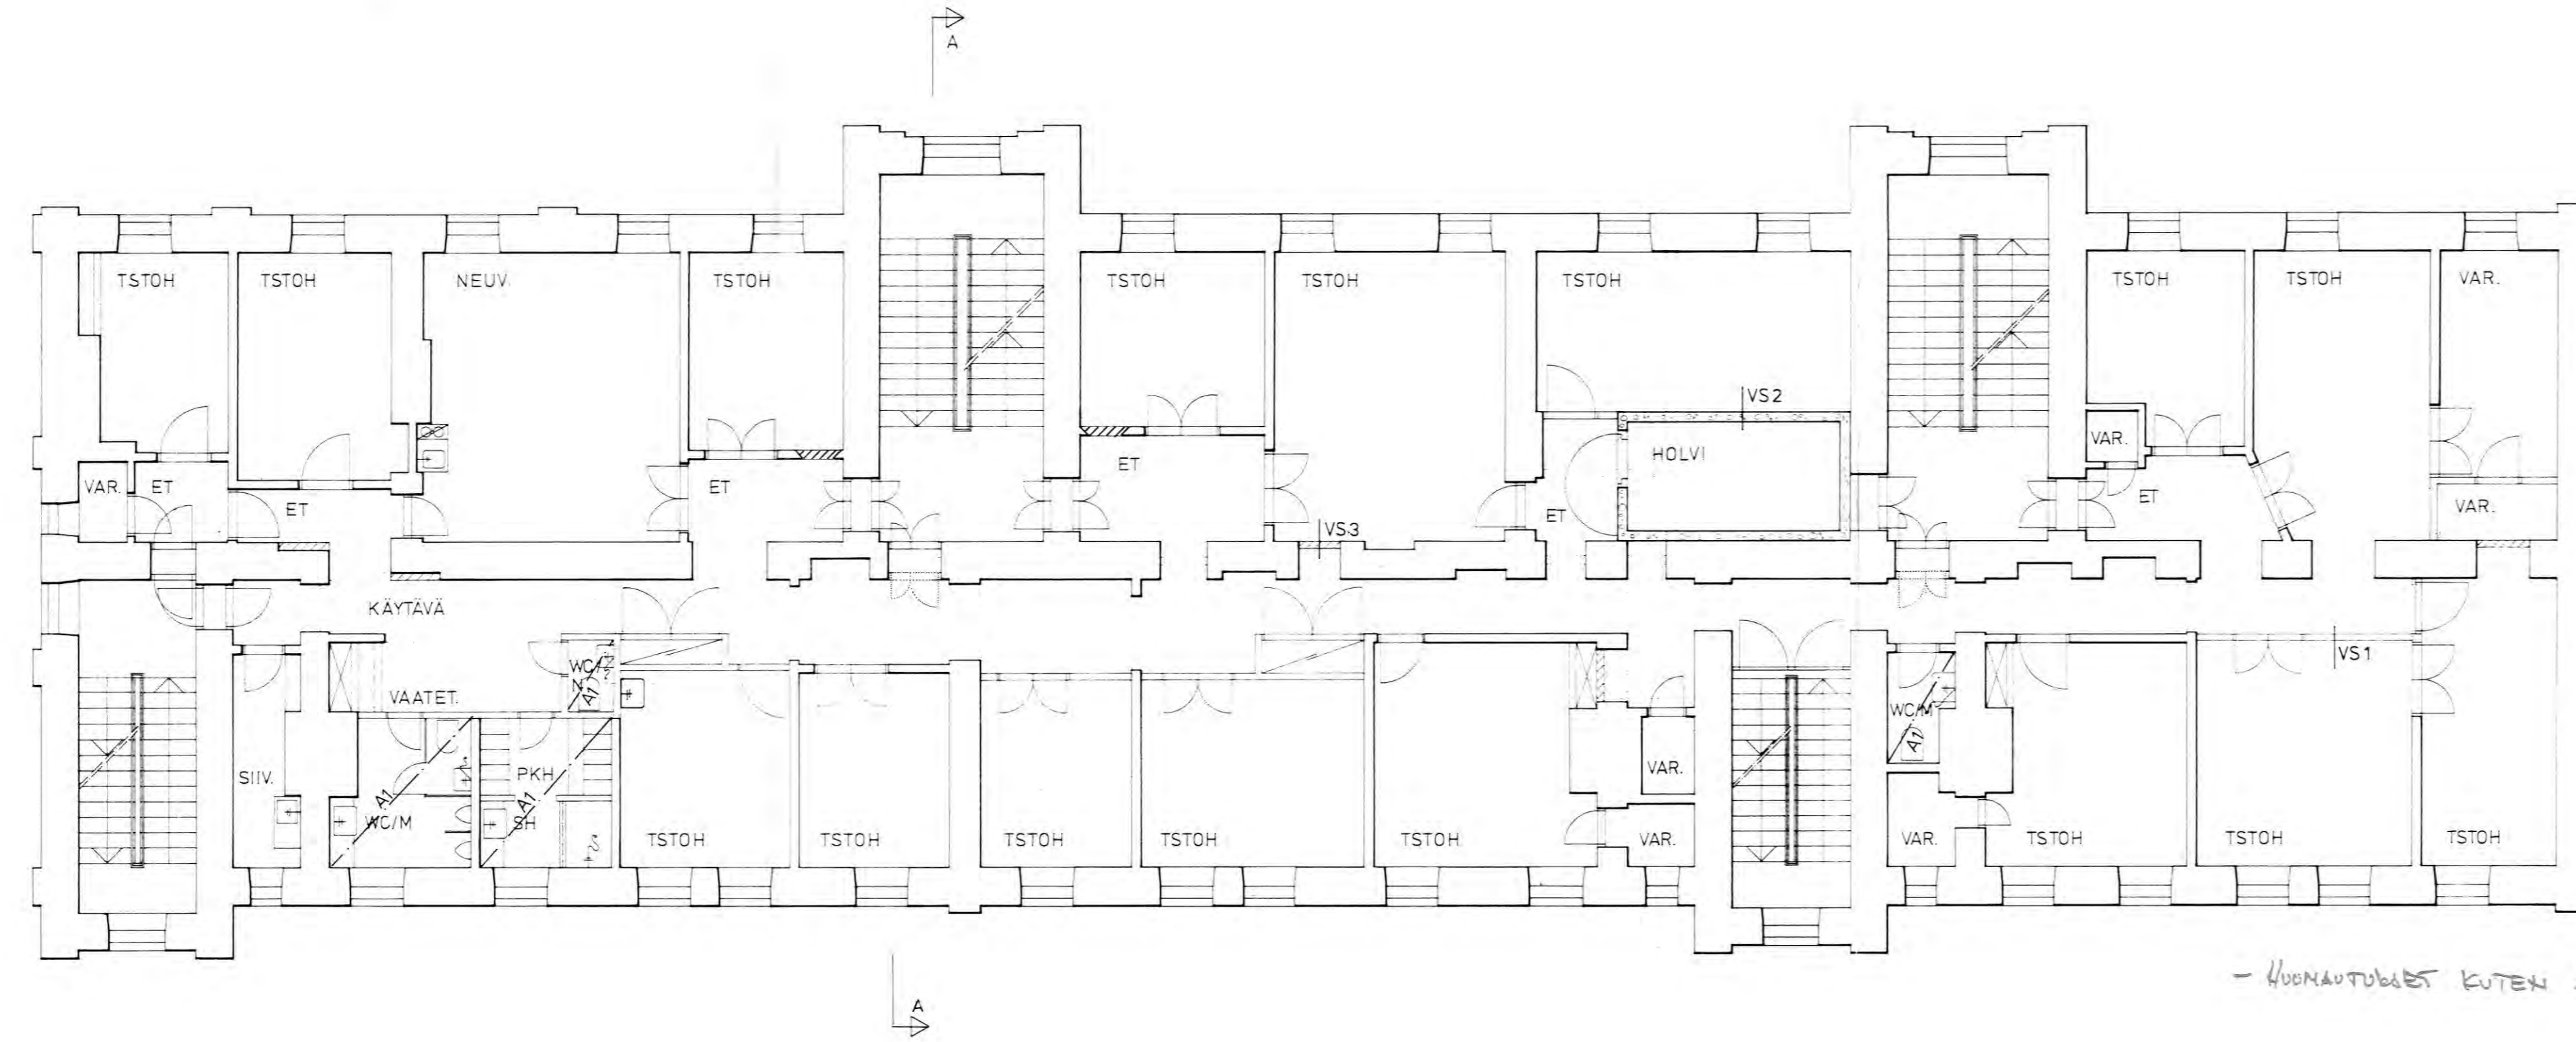 A
TSTOH TSTOH NEUV. TSTOH TSTOH TSTOH TSTOH TSTOH TSTOH VAR.
VS2
VAR. ET ET ET ET HOLVI VAR. ET
ET VS3 VAR.
KÄYTÄVÄ
VAATET. WC/ A1 VS1
WC/M A1
SIIV. A1 PKH A1 VAR.
WC/M SH
TSTOH TSTOH TSTOH TSTOH TSTOH VAR. VAR. TSTOH TSTOH TSTOH
- HUOMAUTUKSET KUTEN
A